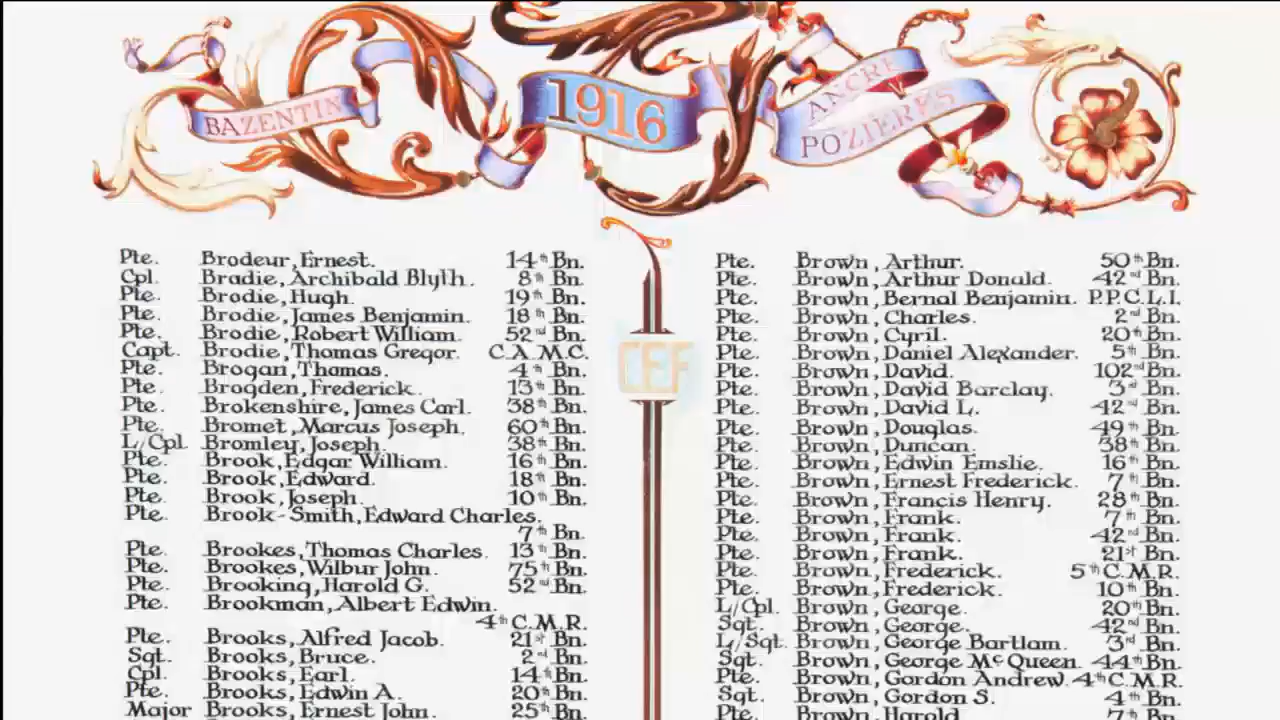 BAZENTIN
1916
ANCRE
POZIERES
CEF
Pte. Brodeur, Ernest. 14th Bn.
Cpl. Bradie, Archibald Blyth. 8th Bn.
Pte. Brodie, Hugh. 19th Bn.
Pte. Brodie, James Benjamin. 18th Bn.
Pte. Brodie, Robert William. 52nd Bn.
Capt. Brodie, Thomas Gregor. C.A.M.C.
Pte. Brogan, Thomas. 4th Bn.
Pte. Brogden, Frederick. 13th Bn.
Pte. Brokenshire, James Carl. 38th Bn.
Pte. Bromet, Marcus Joseph. 60th Bn.
L/Cpl. Bromley, Joseph 38th Bn.
Pte. Brook, Edgar William. 16th Bn.
Pte. Brook, Edward. 18th Bn.
Pte. Brook, Joseph. 10th Bn.
Pte. Brook-Smith, Edward Charles.
7th Bn.
Pte. Brookes, Thomas Charles. 13th Bn.
Pte. Brookes, Wilbur John. 75th Bn.
Pte. Brooking, Harold G. 52nd Bn.
Pte. Brookman, Albert Edwin.
4th C.M.R.
Pte. Brooks, Alfred Jacob. 21st Bn.
Sgt. Brooks, Bruce. 2nd Bn.
Cpl. Brooks, Earl. 14th Bn.
Pte. Brooks, Edwin A. 20th Bn.
Major Brooks, Ernest John. 25th Bn.
Pte. Brown, Arthur. 50th Bn.
Pte. Brown, Arthur Donald. 42nd Bn.
Pte. Brown, Bernal Benjamin. P.P.C.L.I.
Pte. Brown, Charles. 2nd Bn.
Pte. Brown, Cyril. 20th Bn.
Pte. Brown, Daniel Alexander. 5th Bn.
Pte. Brown, David. 102nd Bn.
Pte. Brown, David Barclay. 3rd Bn.
Pte. Brown, David L. 42nd Bn.
Pte. Brown, Douglas. 49th Bn.
Pte. Brown, Duncan. 38th Bn.
Pte. Brown, Edwin Emslie. 16th Bn.
Pte. Brown, Ernest Frederick. 7th Bn.
Pte. Brown, Francis Henry. 28th Bn.
Pte. Brown, Frank. 7th Bn.
Pte. Brown, Frank. 42nd Bn.
Pte. Brown, Frank. 21st Bn.
Pte. Brown, Frederick. 5th C.M.R.
Pte. Brown, Frederick. 10th Bn.
L/Cpl. Brown, George. 20th Bn.
Sgt. Brown, George. 42nd Bn.
L/Sgt. Brown, George Bartlam. 3rd Bn.
Sgt. Brown, George McQueen. 44th Bn.
Pte. Brown, Gordon Andrew. 4th C.M.R.
Sgt. Brown, Gordon S. 4th Bn.
Pte. Brown, Harold 7th Bn.